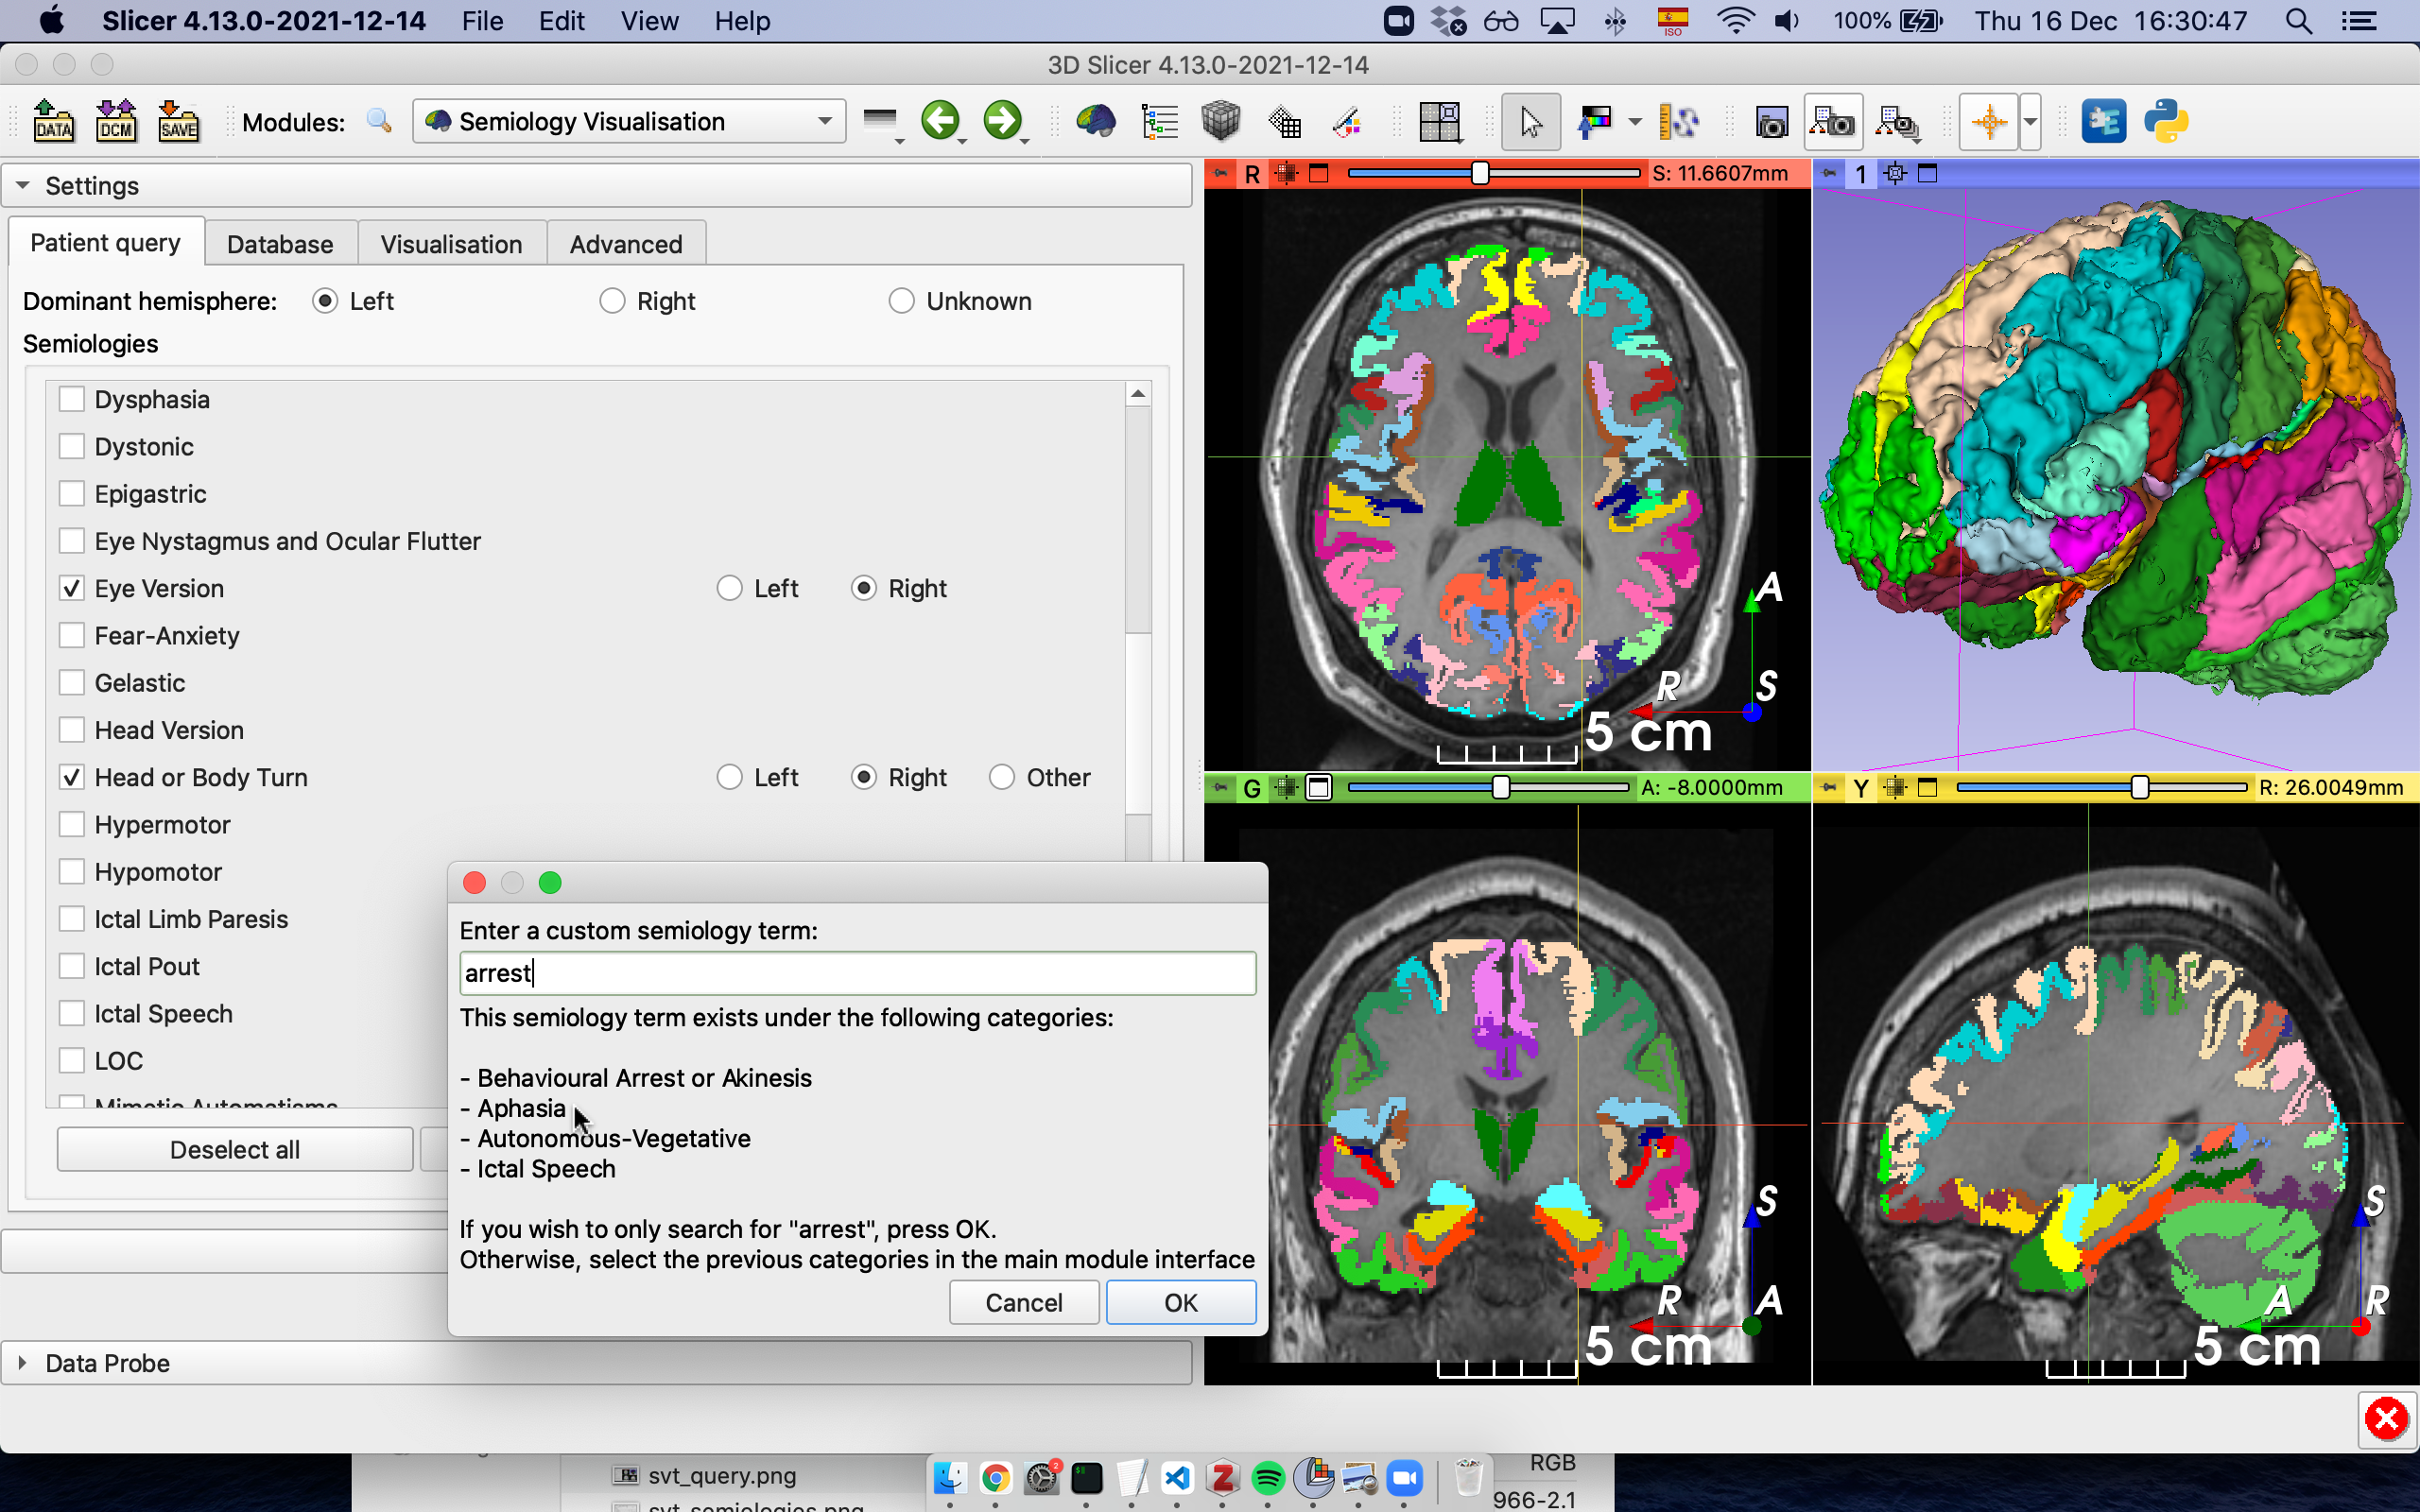 Slicer 4.13.0-2021-12-14 File Edit View Help ISO 100% Thu 16 Dec 16:30:47
3D Slicer 4.13.0-2021-12-14
DATA DCM SAVE Modules: Semiology Visualisation
Settings
R S: 11.6607mm
1
Patient query Database Visualisation Advanced
Dominant hemisphere: Left Right Unknown
Semiologies
Dysphasia
Dystonic
Epigastric
Eye Nystagmus and Ocular Flutter
Eye Version Left Right
Fear-Anxiety
Gelastic
Head Version
Head or Body Turn Left Right Other
Hypermotor
Hypomotor
Ictal Limb Paresis
Ictal Pout
Ictal Speech
LOC
Mimetic Automatisms
Deselect all
Data Probe
Enter a custom semiology term:
arrest
This semiology term exists under the following categories:
- Behavioural Arrest or Akinesis
- Aphasia
- Autonomous-Vegetative
- Ictal Speech
If you wish to only search for "arrest", press OK.
Otherwise, select the previous categories in the main module interface
Cancel OK
A
R S
5 cm
G A: -8.0000mm
Y R: 26.0049mm
S
R A
5 cm
S
A R
5 cm
svt_query.png
svt_semiologies.png
2
RGB
966-2.1